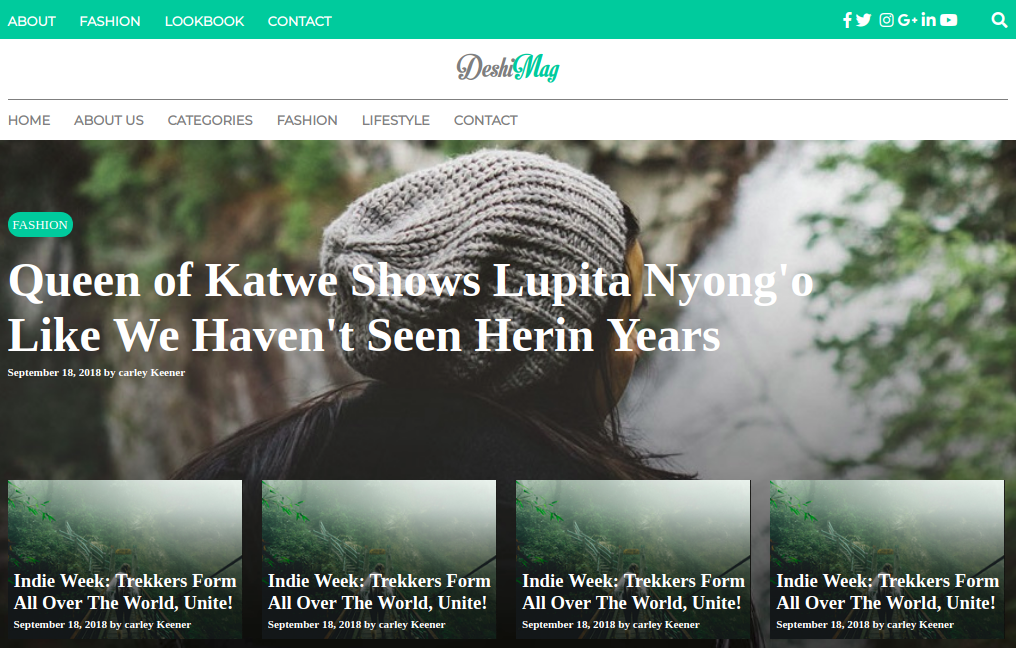 ABOUT FASHION LOOKBOOK CONTACT
DeshiMag
HOME ABOUT US CATEGORIES FASHION LIFESTYLE CONTACT
FASHION
Queen of Katwe Shows Lupita Nyong'o
Like We Haven't Seen Herin Years
September 18, 2018 by carley Keener
Indie Week: Trekkers Form
All Over The World, Unite!
September 18, 2018 by carley Keener
Indie Week: Trekkers Form
All Over The World, Unite!
September 18, 2018 by carley Keener
Indie Week: Trekkers Form
All Over The World, Unite!
September 18, 2018 by carley Keener
Indie Week: Trekkers Form
All Over The World, Unite!
September 18, 2018 by carley Keener